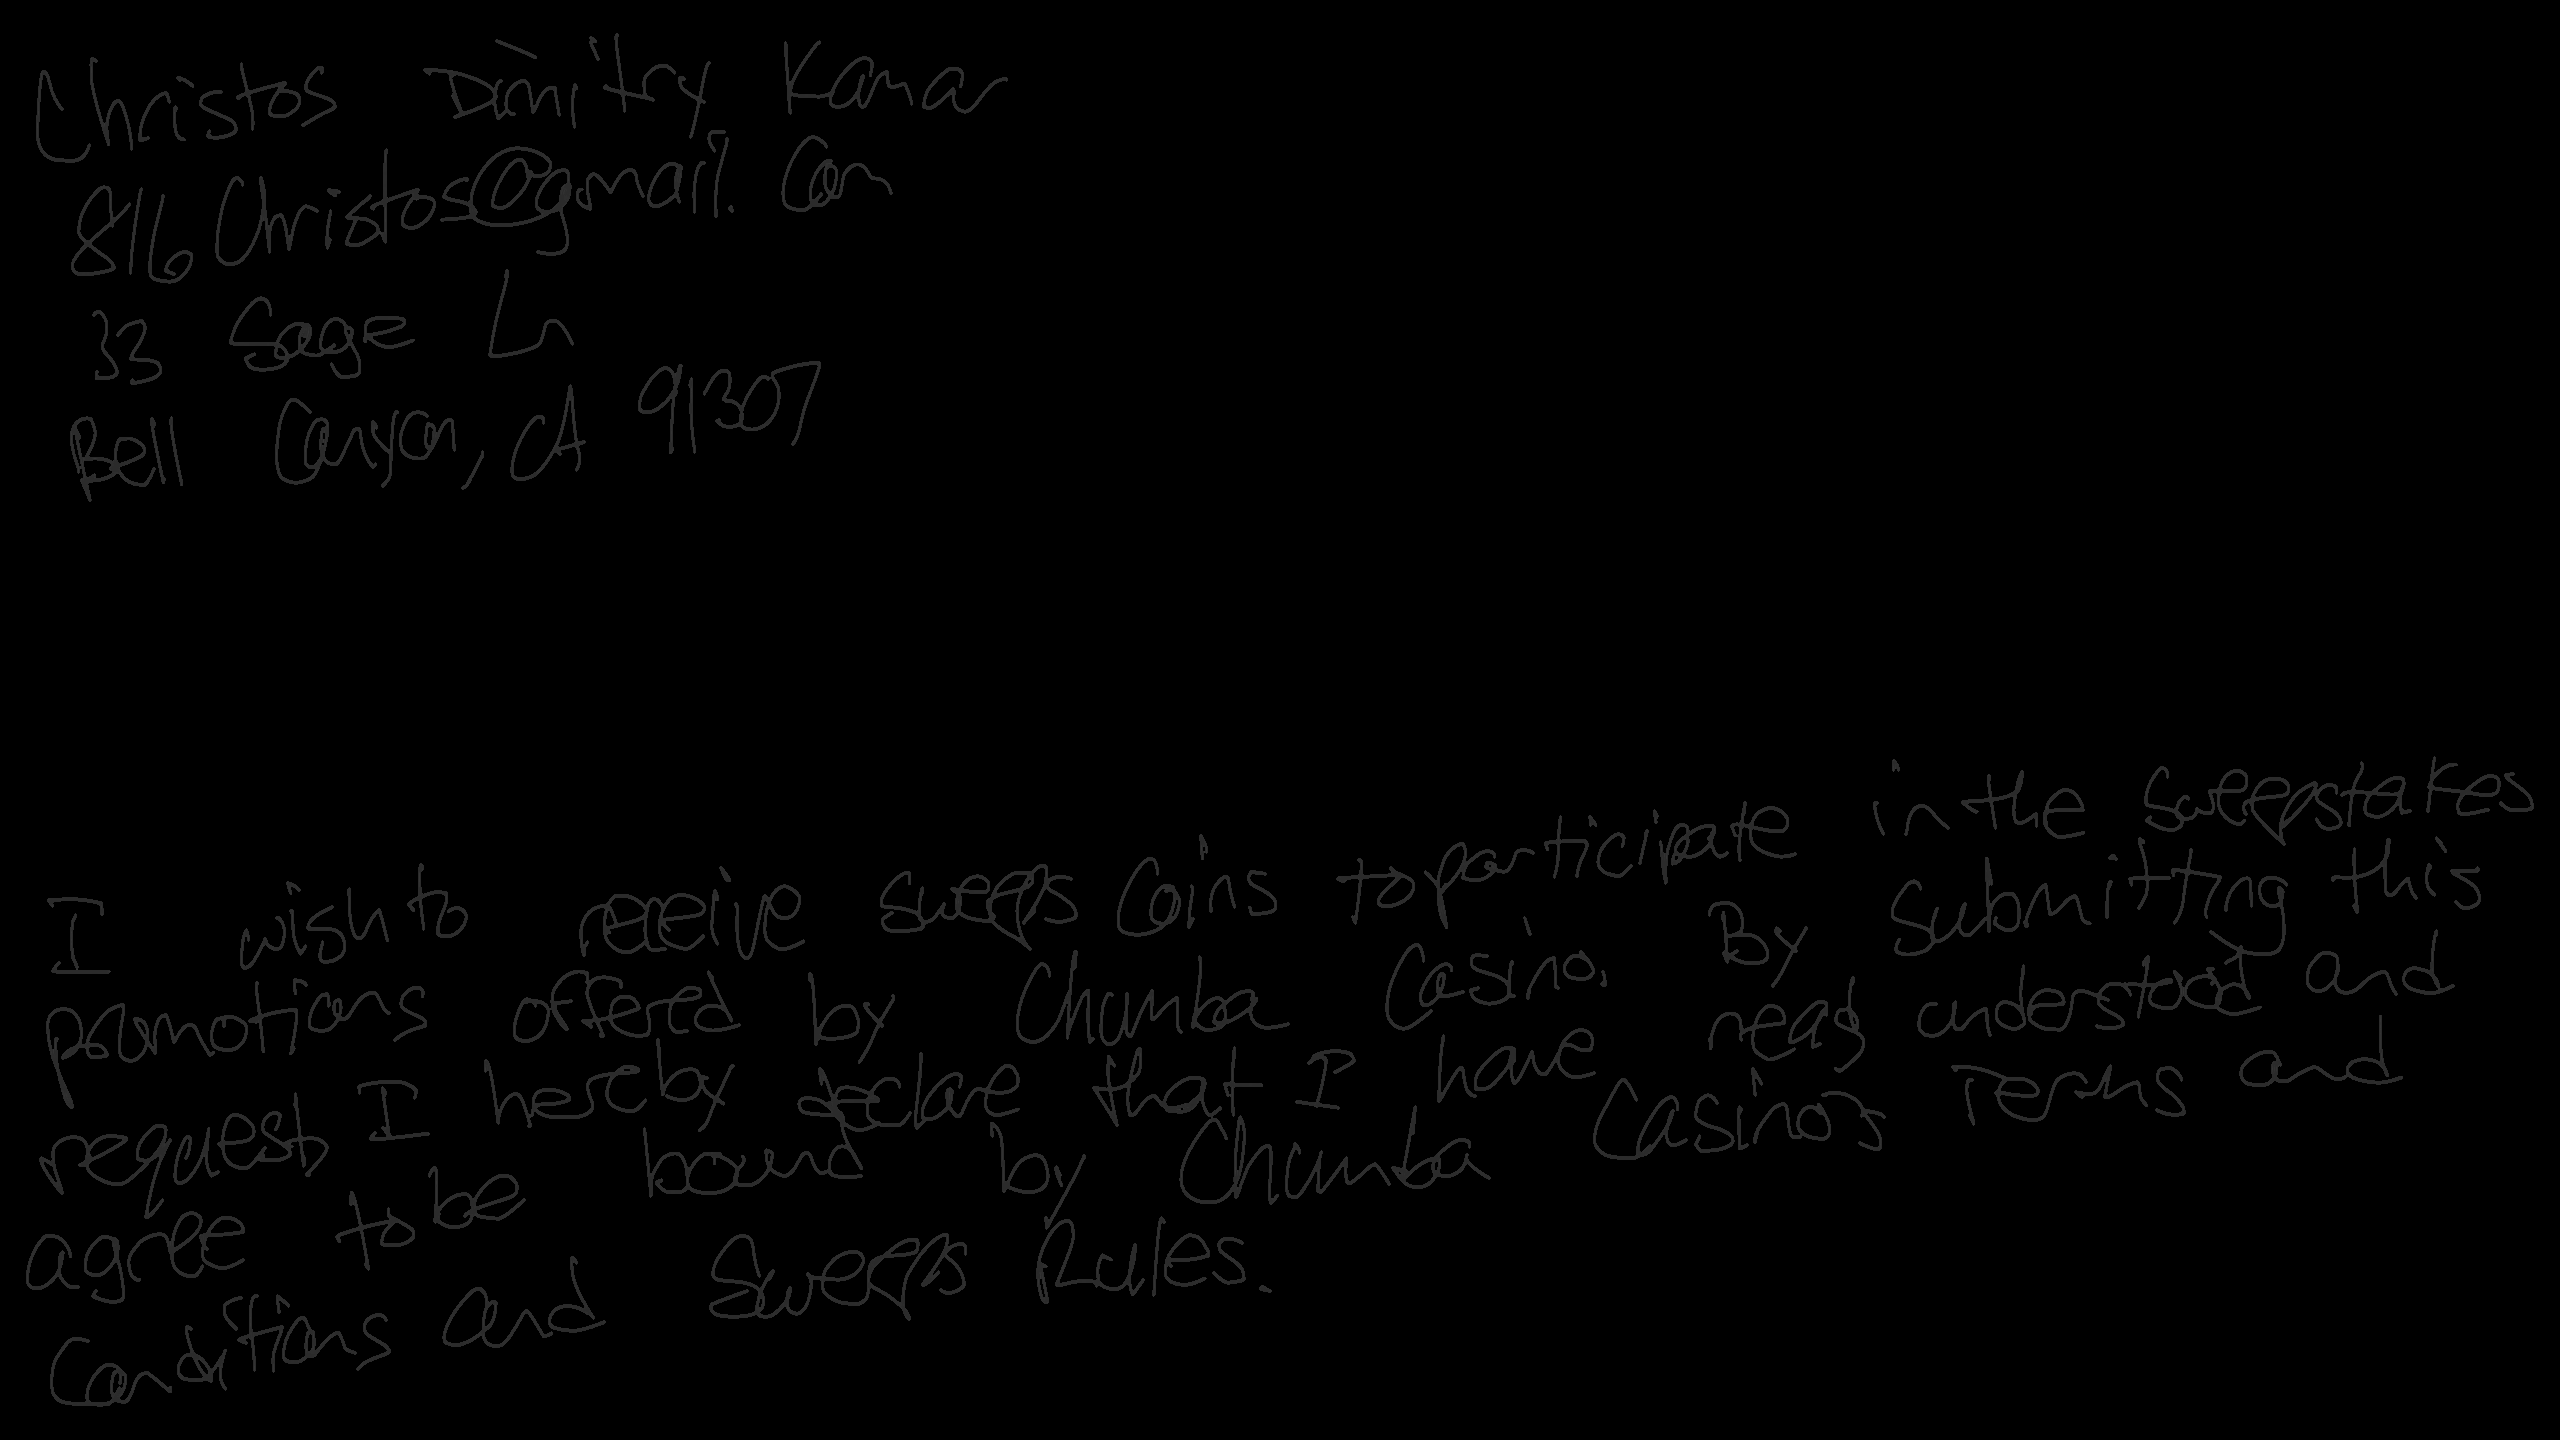 Christos Dimitry Kamar
816Christos@gmail.com
33 Sage Ln
Bell Canyon, CA 91307
I wish to receive sweeps Coins to participate in the sweepstakes
promotions offered by Chumba Casino. By submitting this
request, I hereby declare that I have read, understood and
agree to be bound by Chumba Casino's Terms and
Conditions and Sweeps Rules.